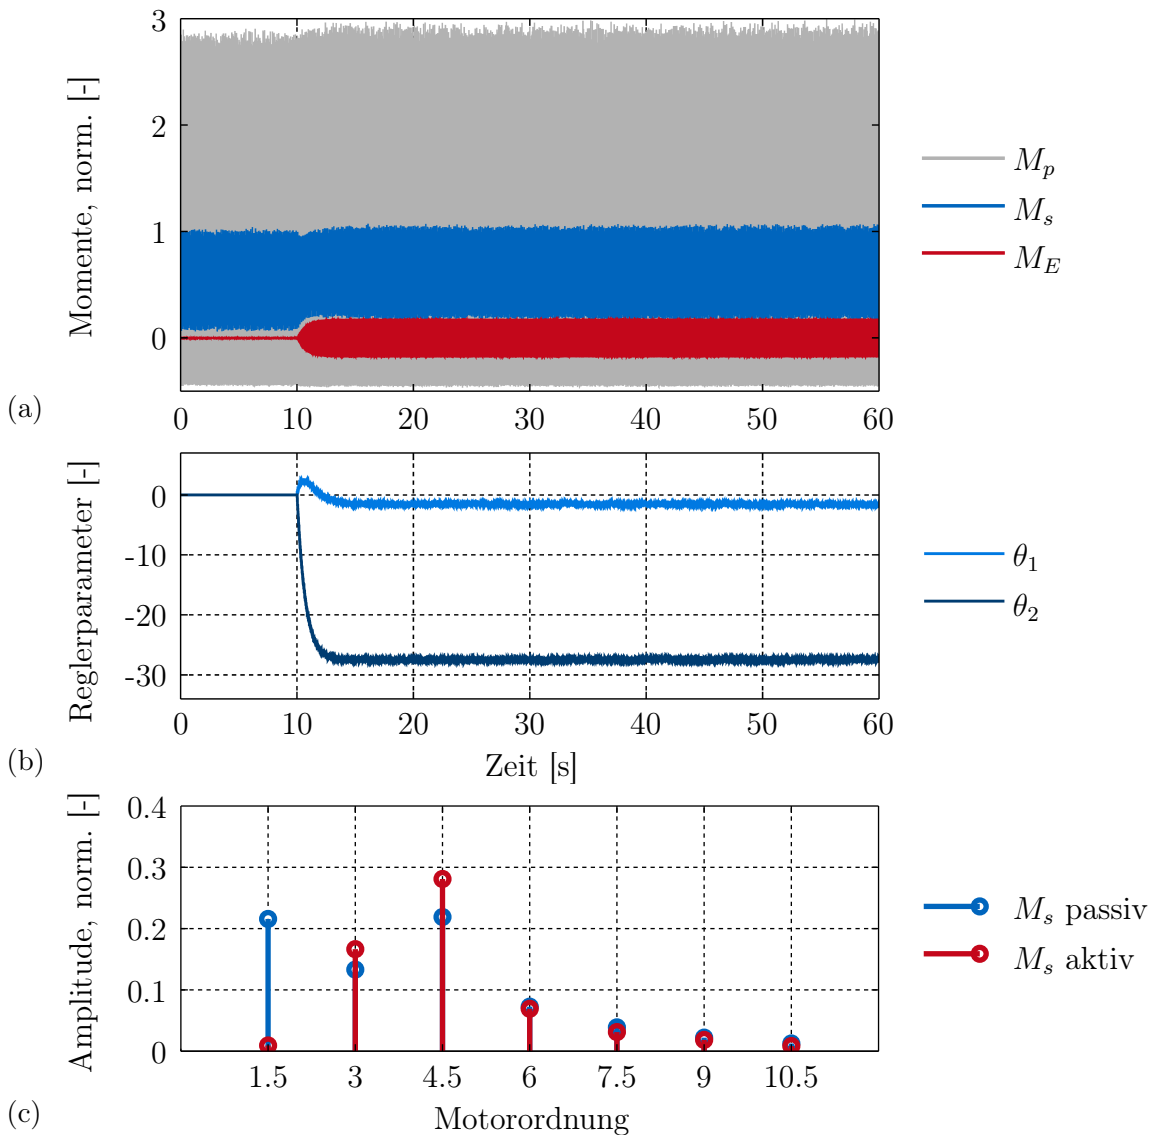 Momente, norm. [-]
3
2
1
0
0 10 20 30 40 50 60
(a)
M_p
M_s
M_E
Reglerparameter [-]
0
-10
-20
-30
0 10 20 30 40 50 60
Zeit [s]
(b)
θ_1
θ_2
Amplitude, norm. [-]
0.4
0.3
0.2
0.1
0
1.5 3 4.5 6 7.5 9 10.5
Motorordnung
(c)
M_s passiv
M_s aktiv